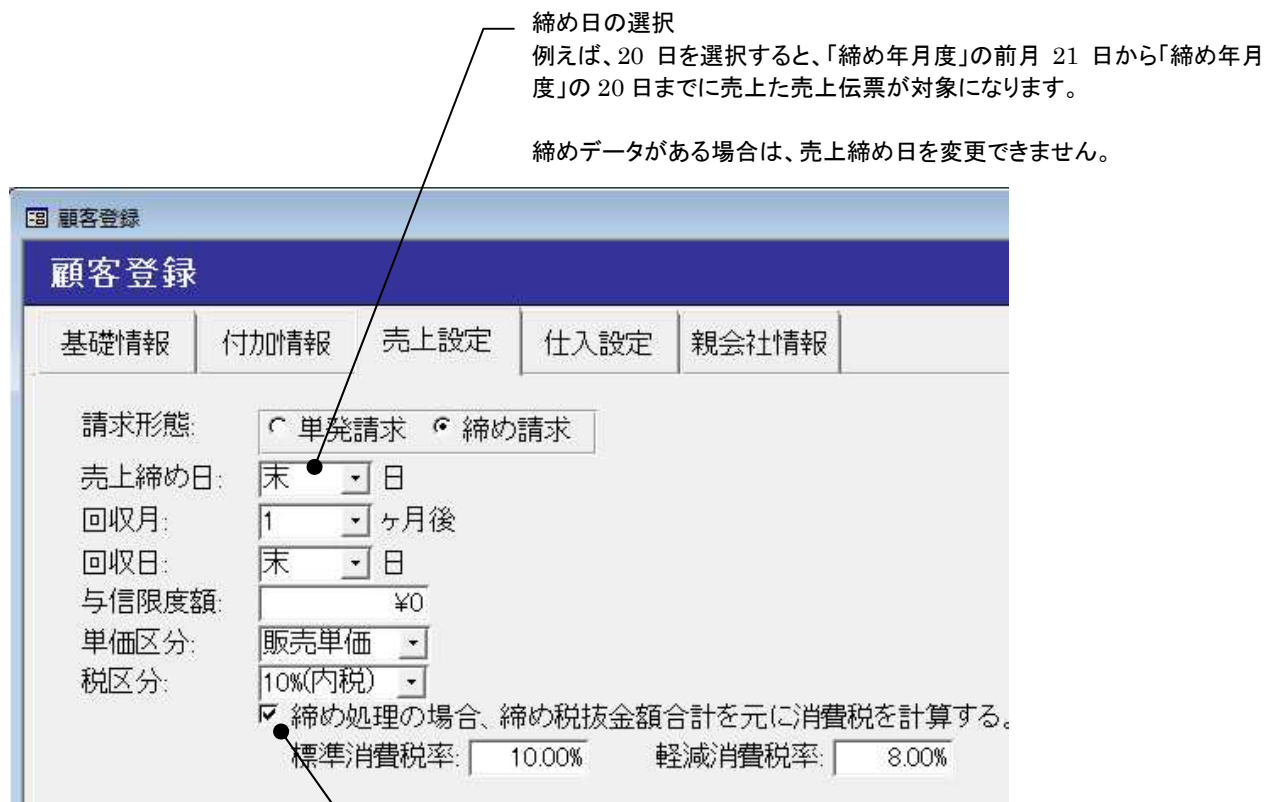 締め日の選択
例えば、20 日を選択すると、「締め年月度」の前月 21 日から「締め年月
度」の 20 日までに売上た売上伝票が対象になります。
締めデータがある場合は、売上締め日を変更できません。
顧客登録
顧客登録
基礎情報 付加情報 売上設定 仕入設定 親会社情報
請求形態: 単発請求 締め請求
売上締め日: 末 日
回収月: 1 ヶ月後
回収日: 末 日
与信限度額: ¥0
単価区分: 販売単価
税区分: 10%(内税)
締め処理の場合、締め税抜金額合計を元に消費税を計算する。
標準消費税率: 10.00% 軽減消費税率: 8.00%